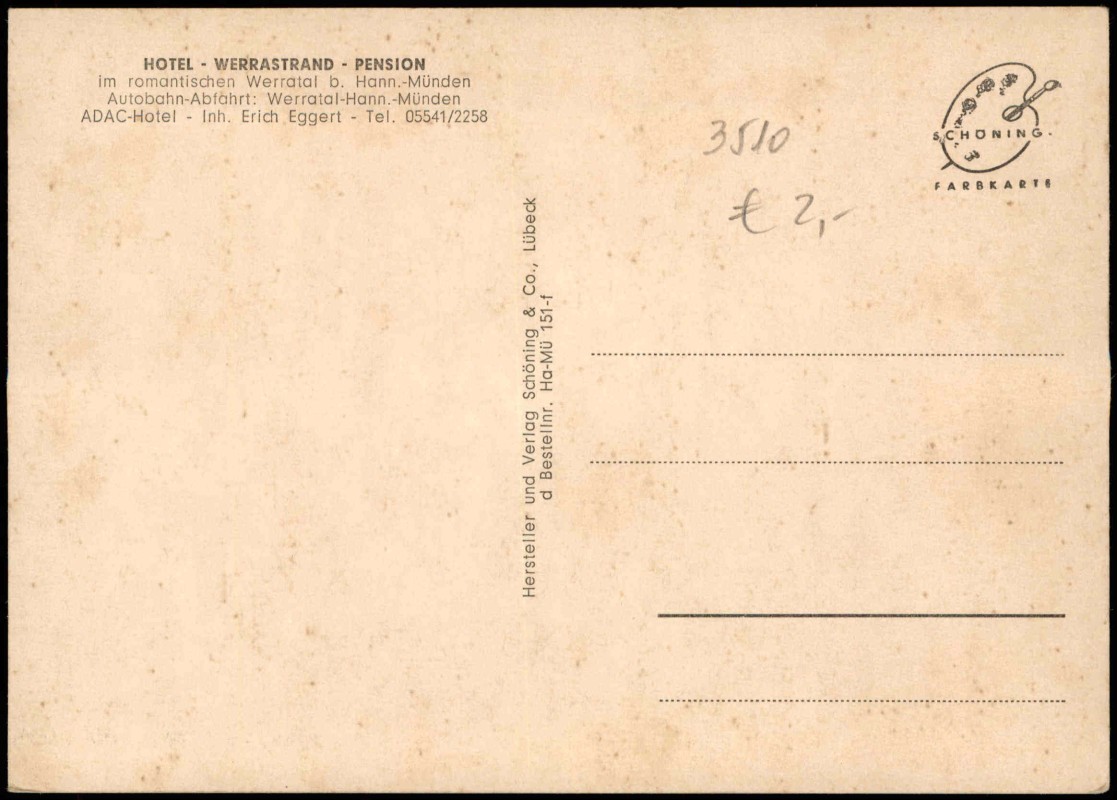 HOTEL - WERRASTRAND - PENSION
im romantischen Werratal b. Hann.-Münden
Autobahn-Abfahrt: Werratal-Hann.-Münden
ADAC-Hotel - Inh. Erich Eggert - Tel. 05541/2258
Hersteller und Verlag Schöning & Co., Lübeck
d Bestellnr. Ha-Mü 151-f
3510
€ 2,-
SCHÖNING.
FARBKARTE